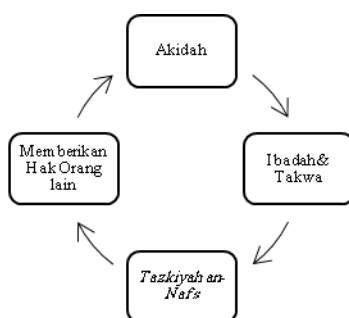 Akidah
Ibadah&
Takwa
Tazkiyah an-
Nafs
Memberikan
Hak Orang
lain